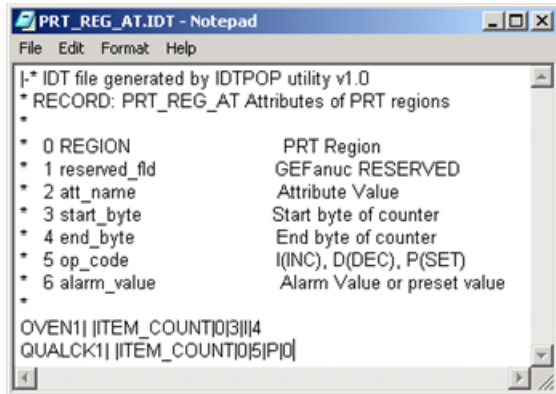 PRT_REG_AT.IDT - Notepad
File Edit Format Help
|-* IDT file generated by IDTPOP utility v1.0
* RECORD: PRT_REG_AT Attributes of PRT regions
*
* 0 REGION PRT Region
* 1 reserved_fld GEFanuc RESERVED
* 2 att_name Attribute Value
* 3 start_byte Start byte of counter
* 4 end_byte End byte of counter
* 5 op_code I(INC), D(DEC), P(SET)
* 6 alarm_value Alarm Value or preset value
*
OVEN1| |ITEM_COUNT|0|3|I|4
QUALCK1| |ITEM_COUNT|0|5|P|0|